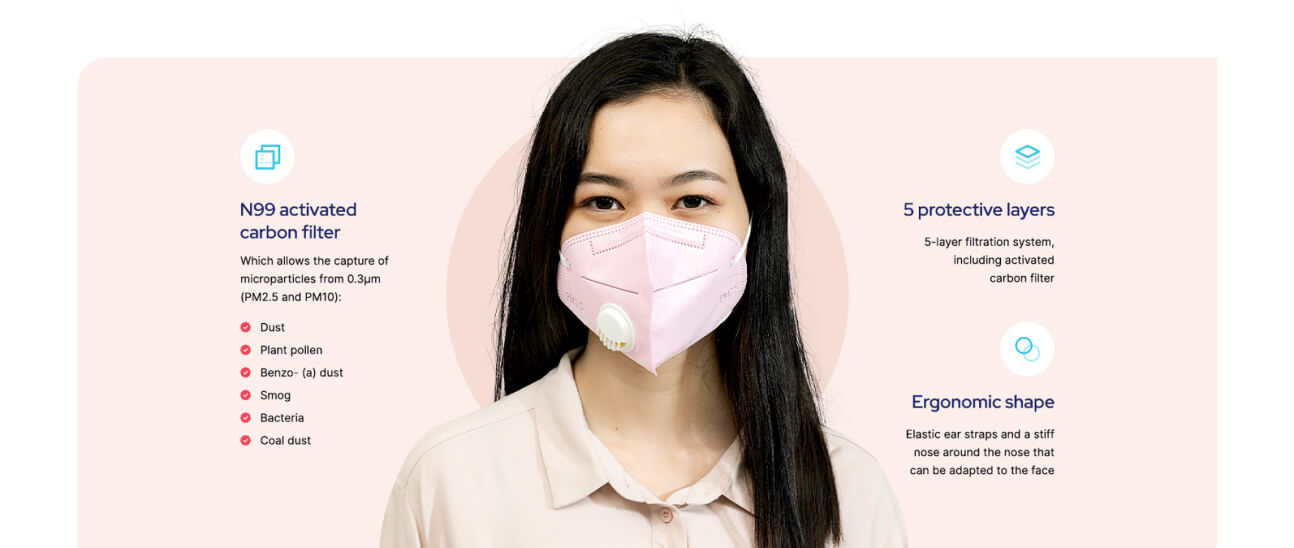 N99 activated
carbon filter
Which allows the capture of
microparticles from 0.3μm
(PM2.5 and PM10):
Dust
Plant pollen
Benzo- (a) dust
Smog
Bacteria
Coal dust
5 protective layers
5-layer filtration system,
including activated
carbon filter
Ergonomic shape
Elastic ear straps and a stiff
nose around the nose that
can be adapted to the face